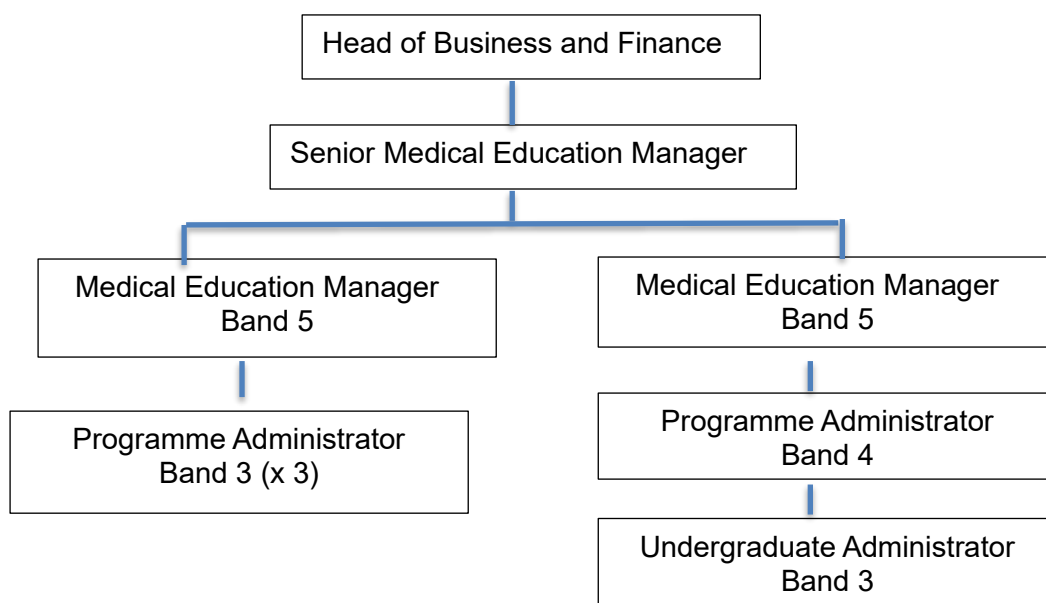 Head of Business and Finance
Senior Medical Education Manager
Medical Education Manager
Band 5
Medical Education Manager
Band 5
Programme Administrator
Band 3 (x 3)
Programme Administrator
Band 4
Undergraduate Administrator
Band 3